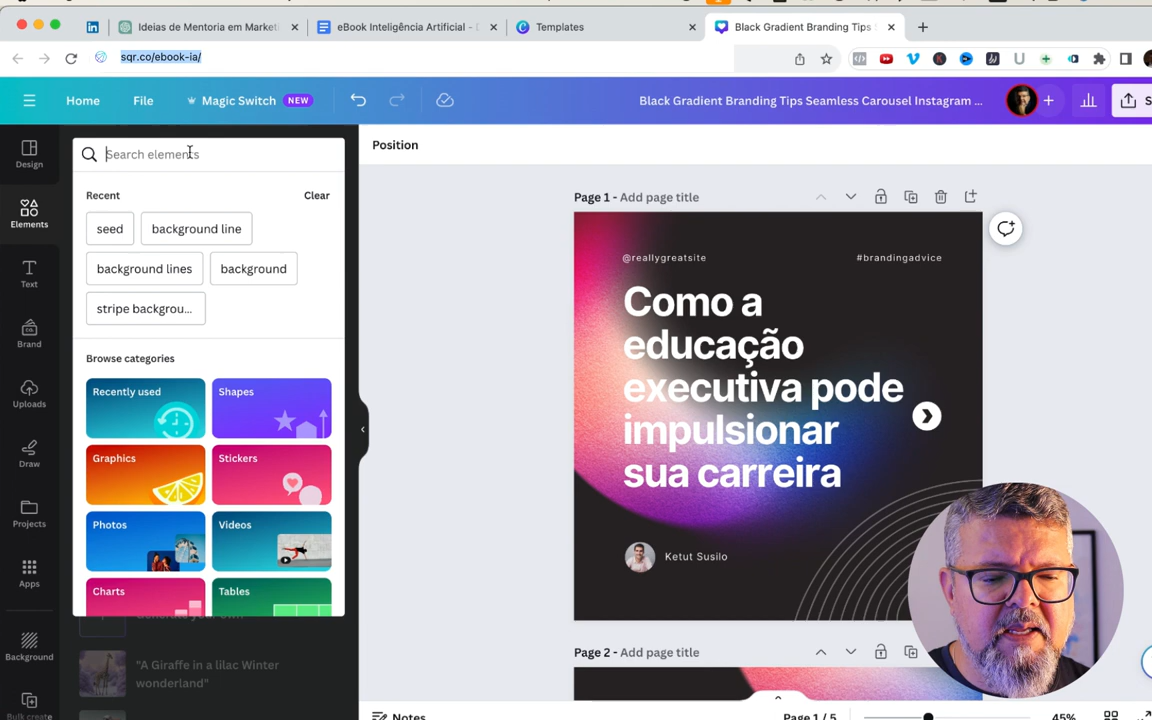 Ideias de Mentoria em Market
eBook Inteligência Artificial -
Templates
Black Gradient Branding Tips
sqr.co/ebook-ia/
Home
File
Magic Switch
NEW
Black Gradient Branding Tips Seamless Carousel Instagram ...
S
Design
Elements
Text
Brand
Uploads
Draw
Projects
Apps
Background
Bulk create
Search elements
Recent
Clear
seed
background line
background lines
background
stripe backgrou...
Browse categories
Recently used
Shapes
Graphics
Stickers
Photos
Videos
Charts
Tables
"A Giraffe in a lilac Winter
wonderland"
Position
Page 1 - Add page title
@reallygreatsite
#brandingadvice
Como a
educação
executiva pode
impulsionar
sua carreira
Ketut Susilo
Page 2 - Add page title
Notes
Page 1 / 5
45%